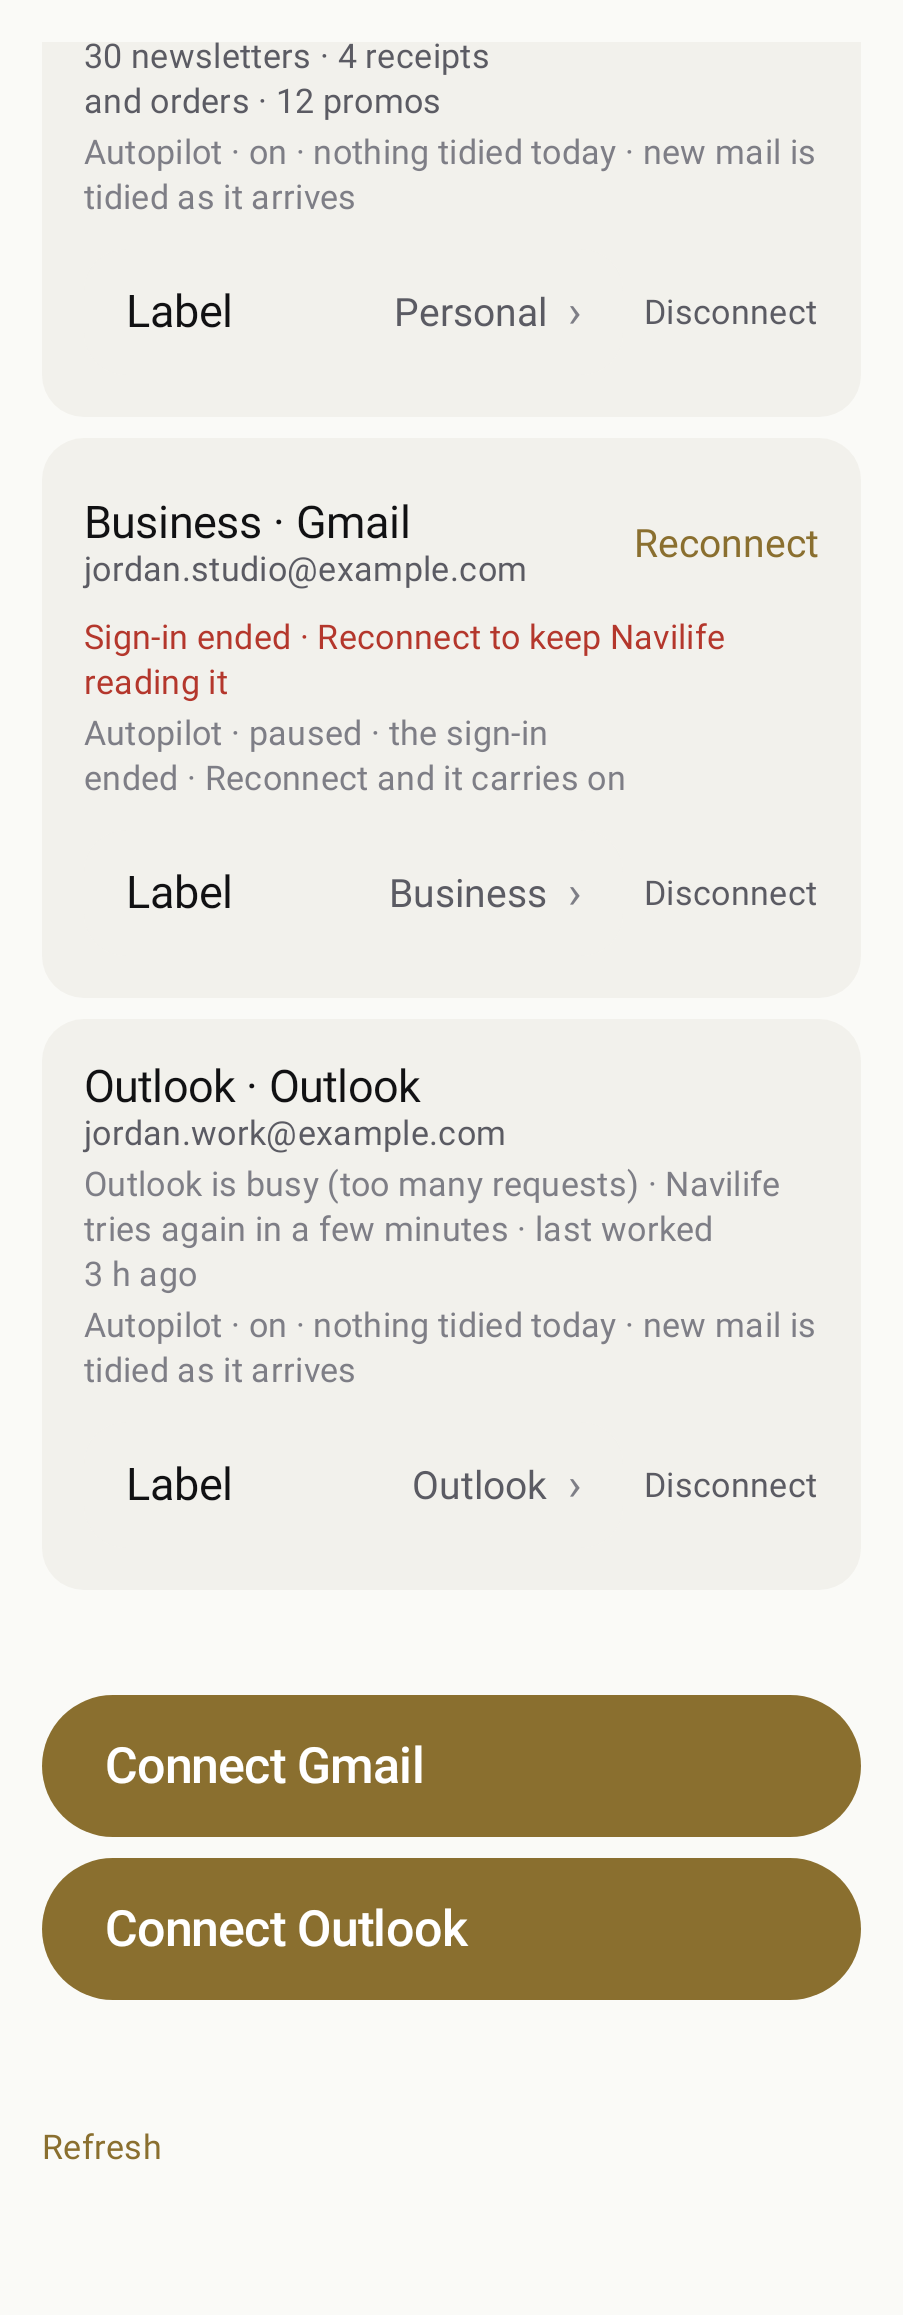 30 newsletters · 4 receipts
and orders · 12 promos
Autopilot · on · nothing tidied today · new mail is
tidied as it arrives
Label Personal › Disconnect
Business · Gmail
jordan.studio@example.com
Reconnect
Sign-in ended · Reconnect to keep Navilife
reading it
Autopilot · paused · the sign-in
ended · Reconnect and it carries on
Label Business › Disconnect
Outlook · Outlook
jordan.work@example.com
Outlook is busy (too many requests) · Navilife
tries again in a few minutes · last worked
3 h ago
Autopilot · on · nothing tidied today · new mail is
tidied as it arrives
Label Outlook › Disconnect
Connect Gmail
Connect Outlook
Refresh